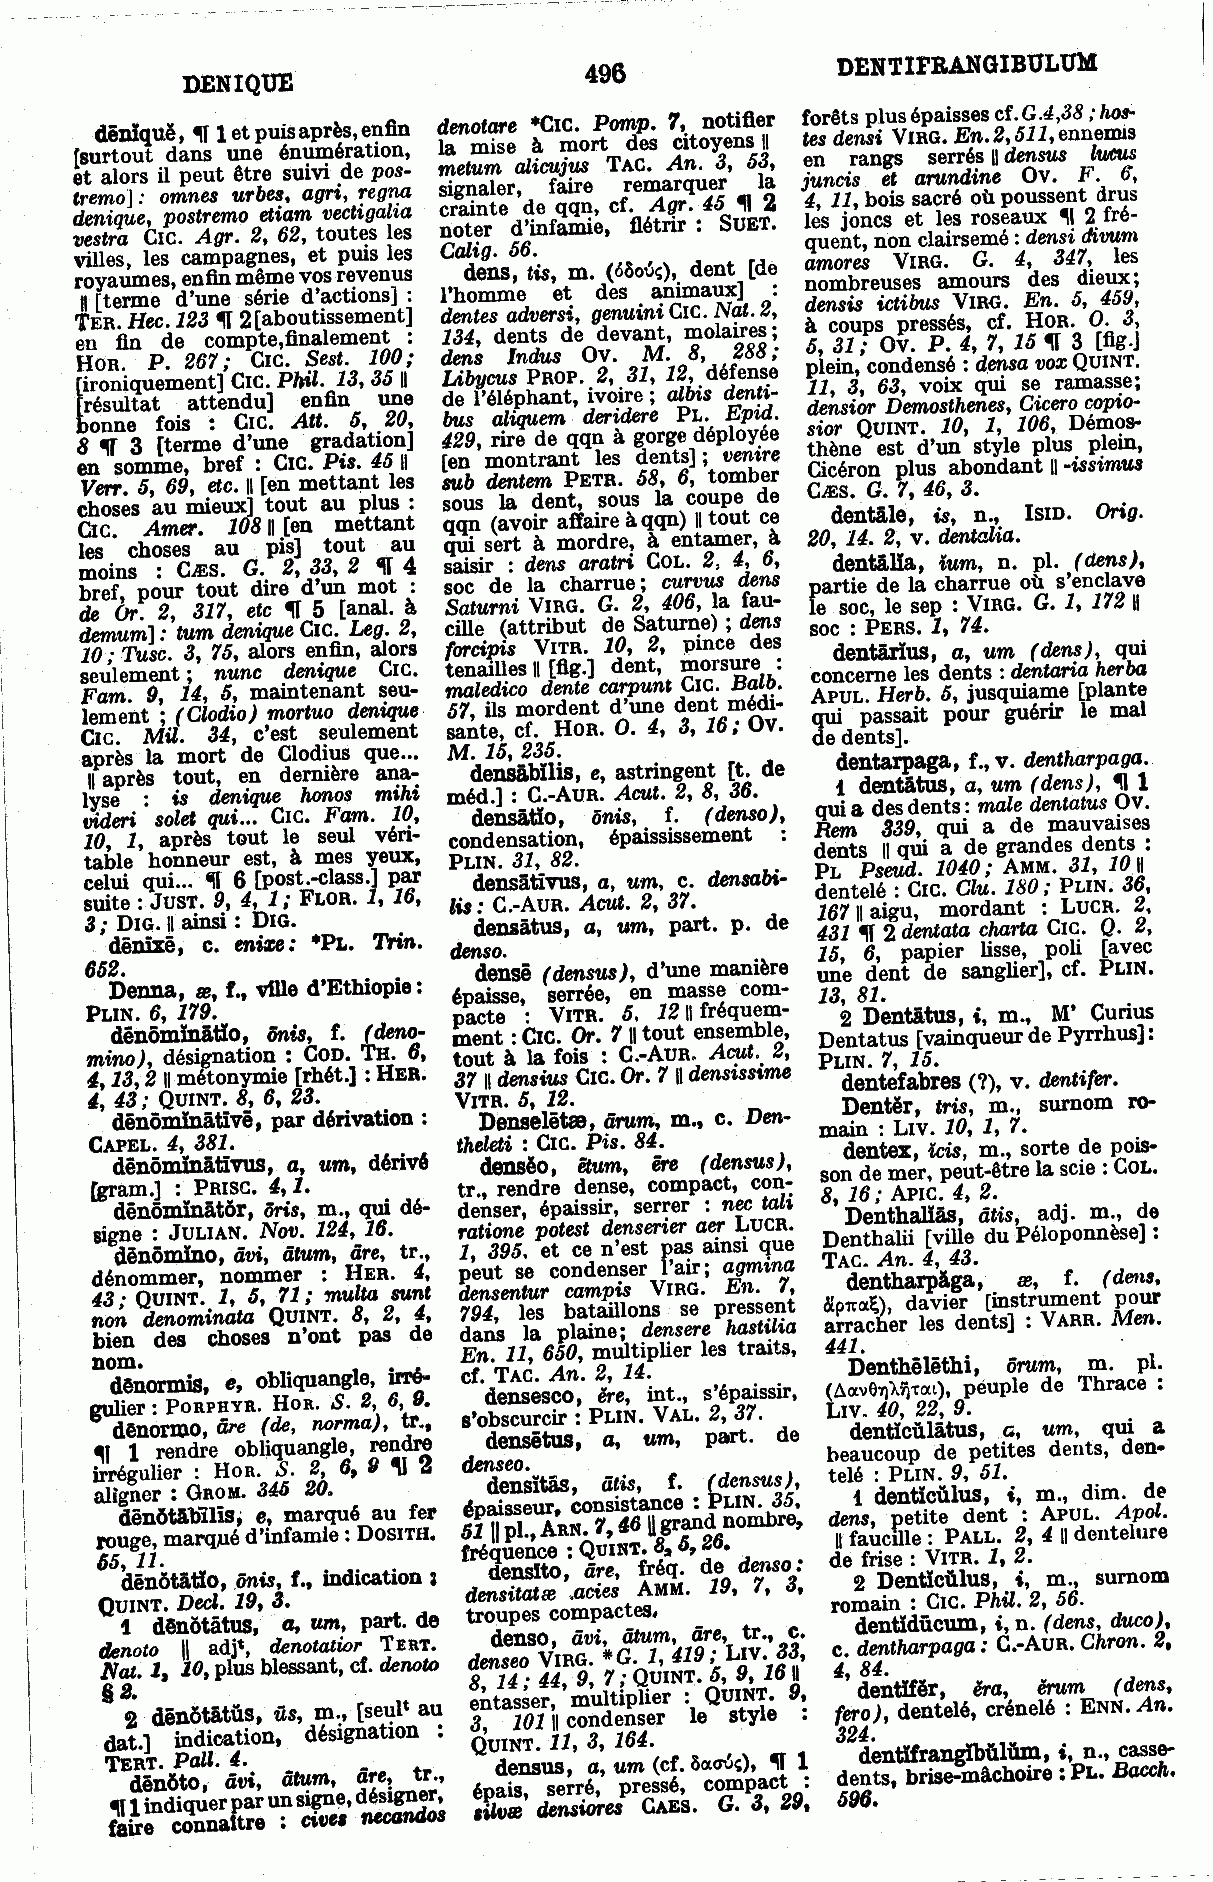 DENIQUE
496
DENTIFRANGIBULUM
dēnĭquĕ, ¶ 1 et puis après, enfin
[surtout dans une énumération,
et alors il peut être suivi de pos-
tremo] : omnes urbes, agri, regna
denique, postremo etiam vectigalia
vestra CIC. Agr. 2, 62, toutes les
villes, les campagnes, et puis les
royaumes, enfin même vos revenus
|| [terme d'une série d'actions] :
TER. Hec. 123 ¶ 2 [aboutissement]
en fin de compte, finalement :
HOR. P. 267 ; CIC. Sest. 100 ;
[ironiquement] CIC. Phil. 13, 35 ||
[résultat attendu] enfin une
bonne fois : CIC. Att. 5, 20,
8 ¶ 3 [terme d'une gradation]
en somme, bref : CIC. Pis. 45 ||
Verr. 5, 69, etc. || [en mettant les
choses au mieux] tout au plus :
CIC. Amer. 108 || [en mettant
les choses au pis] tout au
moins : CÆS. G. 2, 33, 2 ¶ 4
bref, pour tout dire d'un mot :
de Or. 2, 317, etc ¶ 5 [anal. à
demum] : tum denique CIC. Leg. 2,
10 ; Tusc. 3, 75, alors enfin, alors
seulement ; nunc denique CIC.
Fam. 9, 14, 5, maintenant seu-
lement ; (Clodio) mortuo denique
CIC. Mil. 34, c'est seulement
après la mort de Clodius que...
|| après tout, en dernière ana-
lyse : is denique honos mihi
videri solet qui... CIC. Fam. 10,
10, 1, après tout le seul véri-
table honneur est, à mes yeux,
celui qui... ¶ 6 [post.-class.] par
suite : JUST. 9, 4, 1 ; FLOR. 1, 16,
3 ; DIG. || ainsi : DIG.
dēnixē, c. enixe : *PL. Trin.
652.
Denna, æ, f., ville d'Ethiopie :
PLIN. 6, 179.
dēnōmĭnātĭo, ōnis, f. (deno-
mino), désignation : COD. TH. 6,
4, 13, 2 || métonymie [rhét.] : HER.
4, 43 ; QUINT. 8, 6, 23.
dēnōmĭnātīvē, par dérivation :
CAPEL. 4, 381.
dēnōmĭnātīvus, a, um, dérivé
[gram.] : PRISC. 4, 1.
dēnōmĭnātŏr, ōris, m., qui dé-
signe : JULIAN. Nov. 124, 16.
dēnōmĭno, āvi, ātum, āre, tr.,
dénommer, nommer : HER. 4,
43 ; QUINT. 1, 5, 71 ; multa sunt
non denominata QUINT. 8, 2, 4,
bien des choses n'ont pas de
nom.
dēnormis, e, obliquangle, irré-
gulier : PORPHYR. HOR. S. 2, 6, 9.
dēnormo, āre (de, norma), tr.,
¶ 1 rendre obliquangle, rendre
irrégulier : HOR. S. 2, 6, 9 ¶ 2
aligner : GROM. 345 20.
dēnŏtābĭlis, e, marqué au fer
rouge, marqué d'infamie : DOSITH.
65, 11.
dēnŏtātĭo, ōnis, f., indication :
QUINT. Decl. 19, 3.
1 dēnŏtātus, a, um, part. de
denoto || adjt, denotatior TERT.
Nat. 1, 10, plus blessant, cf. denoto
§ 2.
2 dēnŏtātŭs, ūs, m., [seult au
dat.] indication, désignation :
TERT. Pall. 4.
dēnŏto, āvi, ātum, āre, tr.,
¶ 1 indiquer par un signe, désigner,
faire connaître : cives necandos
denotare *CIC. Pomp. 7, notifier
la mise à mort des citoyens ||
metum alicujus TAC. An. 3, 53,
signaler, faire remarquer la
crainte de qqn, cf. Agr. 45 ¶ 2
noter d'infamie, flétrir : SUET.
Calig. 56.
dens, tis, m. (ὀδούς), dent [de
l'homme et des animaux] :
dentes adversi, genuini CIC. Nat. 2,
134, dents de devant, molaires ;
dens Indus OV. M. 8, 288 ;
Libycus PROP. 2, 31, 12, défense
de l'éléphant, ivoire ; albis denti-
bus aliquem deridere PL. Epid.
429, rire de qqn à gorge déployée
[en montrant les dents] ; venire
sub dentem PETR. 58, 6, tomber
sous la dent, sous la coupe de
qqn (avoir affaire à qqn) || tout ce
qui sert à mordre, à entamer, à
saisir : dens aratri COL. 2, 4, 6,
soc de la charrue ; curvus dens
Saturni VIRG. G. 2, 406, la fau-
cille (attribut de Saturne) ; dens
forcipis VITR. 10, 2, pince des
tenailles || [fig.] dent, morsure :
maledico dente carpunt CIC. Balb.
57, ils mordent d'une dent médi-
sante, cf. HOR. O. 4, 3, 16 ; OV.
M. 15, 235.
densābĭlis, e, astringent [t. de
méd.] : C.-AUR. Acut. 2, 8, 36.
densātĭo, ōnis, f. (denso),
condensation, épaississement :
PLIN. 31, 82.
densātīvus, a, um, c. densabi-
lis : C.-AUR. Acut. 2, 37.
densātus, a, um, part. p. de
denso.
densē (densus), d'une manière
épaisse, serrée, en masse com-
pacte : VITR. 5, 12 || fréquem-
ment : CIC. Or. 7 || tout ensemble,
tout à la fois : C.-AUR. Acut. 2,
37 || densius CIC. Or. 7 || densissime
VITR. 5, 12.
Denselētæ, ārum, m., c. Den-
theleti : CIC. Pis. 84.
densĕo, ētum, ēre (densus),
tr., rendre dense, compact, con-
denser, épaissir, serrer : nec tali
ratione potest denserier aer LUCR.
1, 395, et ce n'est pas ainsi que
peut se condenser l'air ; agmina
densentur campis VIRG. En. 7,
794, les bataillons se pressent
dans la plaine ; densere hastilia
En. 11, 650, multiplier les traits,
cf. TAC. An. 2, 14.
densesco, ĕre, int., s'épaissir,
s'obscurcir : PLIN. VAL. 2, 37.
densētus, a, um, part. de
denseo.
densĭtās, ātis, f. (densus),
épaisseur, consistance : PLIN. 35,
51 || pl., ARN. 7, 46 || grand nombre,
fréquence : QUINT. 8, 5, 26.
densĭto, āre, fréq. de denso :
densitatæ acies AMM. 19, 7, 3,
troupes compactes.
denso, āvi, ātum, āre, tr., c.
denseo VIRG. *G. 1, 419 ; LIV. 33,
8, 14 ; 44, 9, 7 ; QUINT. 5, 9, 16 ||
entasser, multiplier : QUINT. 9,
3, 101 || condenser le style :
QUINT. 11, 3, 164.
densus, a, um (cf. δασύς), ¶ 1
épais, serré, pressé, compact :
silvæ densiores CAES. G. 3, 29,
forêts plus épaisses cf. G. 4, 38 ; hos-
tes densi VIRG. En. 2, 511, ennemis
en rangs serrés || densus lucus
juncis et arundine OV. F. 6,
4, 11, bois sacré où poussent drus
les joncs et les roseaux ¶ 2 fré-
quent, non clairsemé : densi divum
amores VIRG. G. 4, 347, les
nombreuses amours des dieux ;
densis ictibus VIRG. En. 5, 459,
à coups pressés, cf. HOR. O. 3,
5, 31 ; OV. P. 4, 7, 15 ¶ 3 [fig.]
plein, condensé : densa vox QUINT.
11, 3, 63, voix qui se ramasse ;
densior Demosthenes, Cicero copio-
sior QUINT. 10, 1, 106, Démos-
thène est d'un style plus plein,
Cicéron plus abondant || -issimus
CÆS. G. 7, 46, 3.
dentāle, is, n., ISID. Orig.
20, 14. 2, v. dentalia.
dentālĭa, ĭum, n. pl. (dens),
partie de la charrue où s'enclave
le soc, le sep : VIRG. G. 1, 172 ||
soc : PERS. 1, 74.
dentārĭus, a, um (dens), qui
concerne les dents : dentaria herba
APUL. Herb. 5, jusquiame [plante
qui passait pour guérir le mal
de dents].
dentarpaga, f., v. dentharpaga.
1 dentātus, a, um (dens), ¶ 1
qui a des dents : male dentatus OV.
Rem 339, qui a de mauvaises
dents || qui a de grandes dents :
PL Pseud. 1040 ; AMM. 31, 10 ||
dentelé : CIC. Clu. 180 ; PLIN. 36,
167 || aigu, mordant : LUCR. 2,
431 ¶ 2 dentata charta CIC. Q. 2,
15, 6, papier lisse, poli [avec
une dent de sanglier], cf. PLIN.
13, 81.
2 Dentātus, i, m., M' Curius
Dentatus [vainqueur de Pyrrhus] :
PLIN. 7, 15.
dentefabres (?), v. dentifer.
Dentĕr, tris, m., surnom ro-
main : LIV. 10, 1, 7.
dentex, ĭcis, m., sorte de pois-
son de mer, peut-être la scie : COL.
8, 16 ; APIC. 4, 2.
Denthalĭās, ātis, adj. m., de
Denthalii [ville du Péloponnèse] :
TAC. An. 4, 43.
dentharpăga, æ, f. (dens,
ἅρπαξ), davier [instrument pour
arracher les dents] : VARR. Men.
441.
Denthēlēthi, ōrum, m. pl.
(Δανθηλῆται), peuple de Thrace :
LIV. 40, 22, 9.
dentĭcŭlātus, a, um, qui a
beaucoup de petites dents, den-
telé : PLIN. 9, 51.
1 dentĭcŭlus, i, m., dim. de
dens, petite dent : APUL. Apol.
|| faucille : PALL. 2, 4 || dentelure
de frise : VITR. 1, 2.
2 Dentĭcŭlus, i, m., surnom
romain : CIC. Phil. 2, 56.
dentĭdūcum, i, n. (dens, duco),
c. dentharpaga : C.-AUR. Chron. 2,
4, 84.
dentĭfĕr, ĕra, ĕrum (dens,
fero), dentelé, crénelé : ENN. An.
324.
dentĭfrangĭbŭlŭm, i, n., casse-
dents, brise-mâchoire : PL. Bacch.
596.